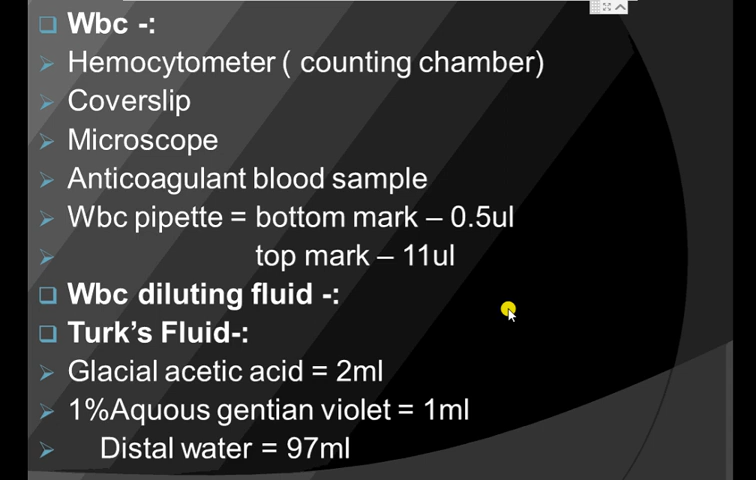 Wbc -:
Hemocytometer ( counting chamber)
Coverslip
Microscope
Anticoagulant blood sample
Wbc pipette = bottom mark – 0.5ul
top mark – 11ul
Wbc diluting fluid -:
Turk's Fluid-:
Glacial acetic acid = 2ml
1%Aquous gentian violet = 1ml
Distal water = 97ml